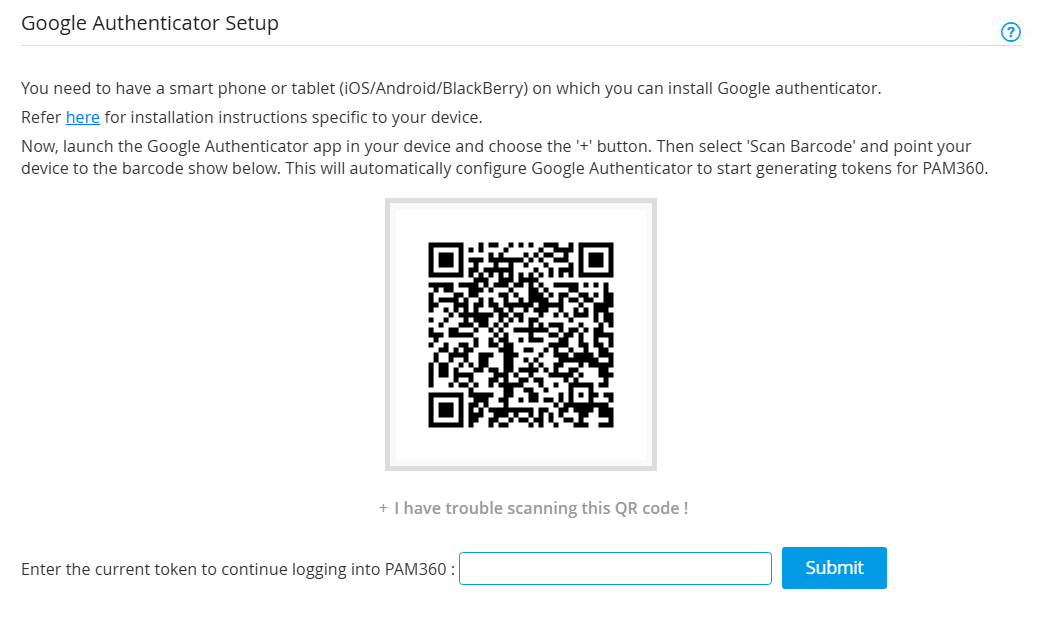 Google Authenticator Setup
?
You need to have a smart phone or tablet (iOS/Android/BlackBerry) on which you can install Google authenticator.
Refer here for installation instructions specific to your device.
Now, launch the Google Authenticator app in your device and choose the '+' button. Then select 'Scan Barcode' and point your
device to the barcode show below. This will automatically configure Google Authenticator to start generating tokens for PAM360.
+ I have trouble scanning this QR code !
Enter the current token to continue logging into PAM360 : Submit